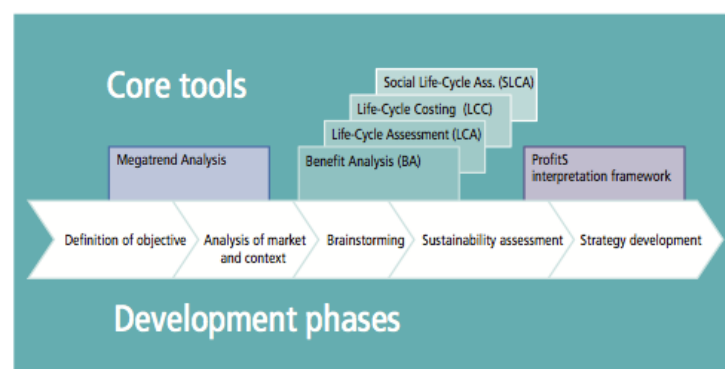 Core tools
Social Life-Cycle Ass. (SLCA)
Life-Cycle Costing (LCC)
Life-Cycle Assessment (LCA)
Megatrend Analysis
Benefit Analysis (BA)
ProfitS
interpretation framework
Definition of objective
Analysis of market
and context
Brainstorming
Sustainability assessment
Strategy development
Development phases